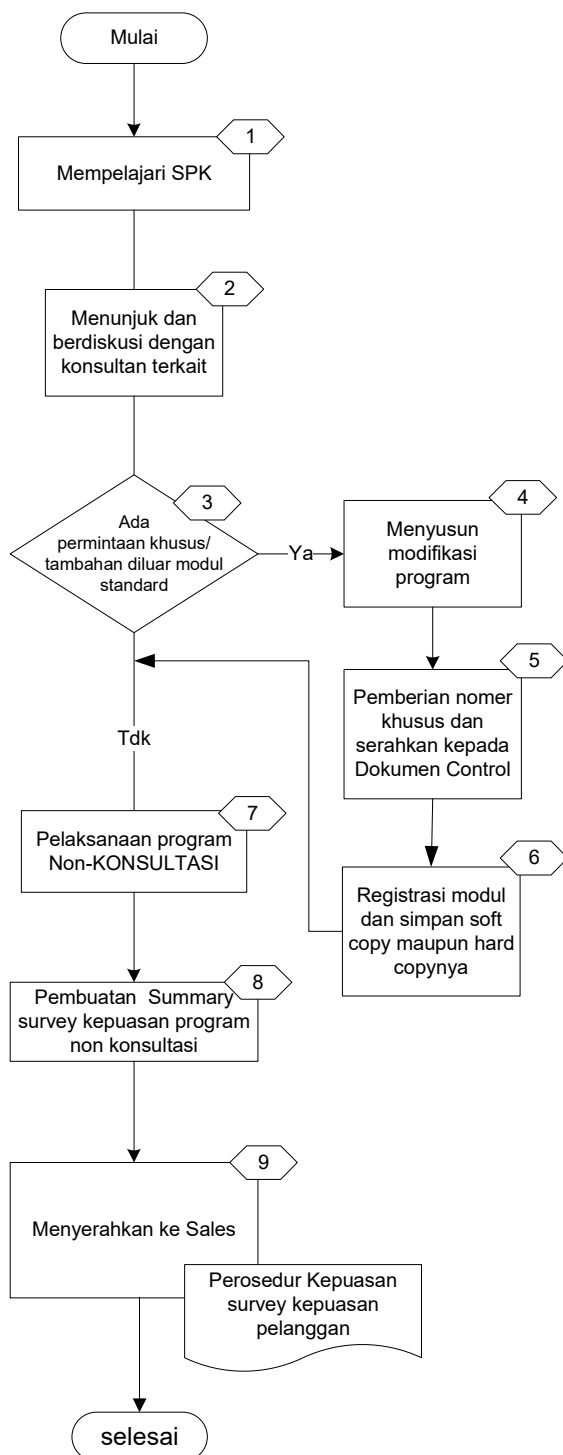 Mulai
1
Mempelajari SPK
2
Menunjuk dan
berdiskusi dengan
konsultan terkait
3
Ada
permintaan khusus/
tambahan diluar modul
standard
Ya
4
Menyusun
modifikasi
program
5
Pemberian nomer
khusus dan
serahkan kepada
Dokumen Control
6
Registrasi modul
dan simpan soft
copy maupun hard
copynya
Tdk
7
Pelaksanaan program
Non-KONSULTASI
8
Pembuatan Summary
survey kepuasan program
non konsultasi
9
Menyerahkan ke Sales
Perosedur Kepuasan
survey kepuasan
pelanggan
selesai